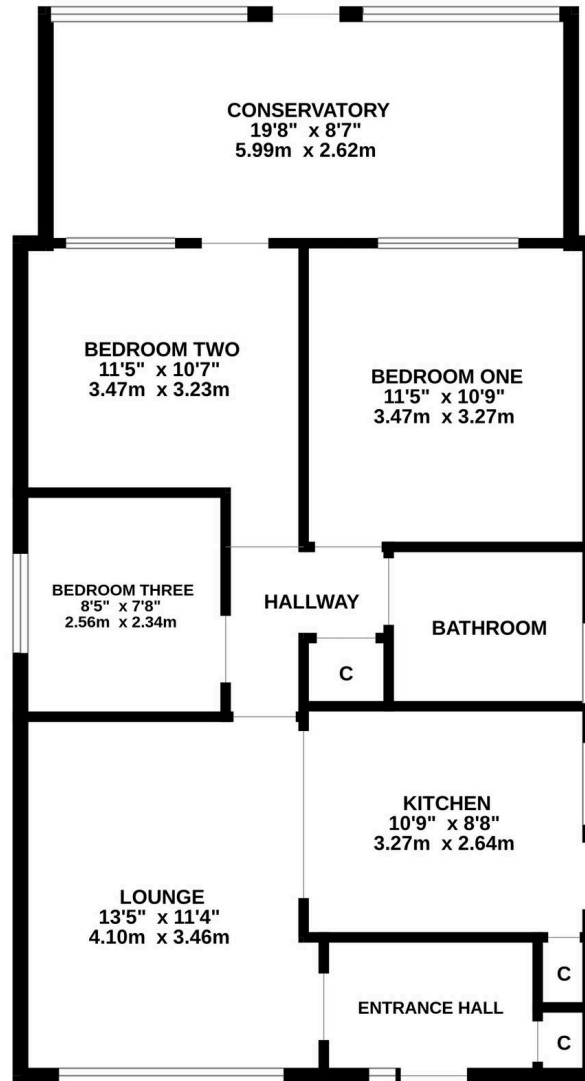 CONSERVATORY
19'8" x 8'7"
5.99m x 2.62m
BEDROOM TWO
11'5" x 10'7"
3.47m x 3.23m
BEDROOM ONE
11'5" x 10'9"
3.47m x 3.27m
BEDROOM THREE
8'5" x 7'8"
2.56m x 2.34m
HALLWAY
BATHROOM
C
KITCHEN
10'9" x 8'8"
3.27m x 2.64m
LOUNGE
13'5" x 11'4"
4.10m x 3.46m
C
ENTRANCE HALL
C